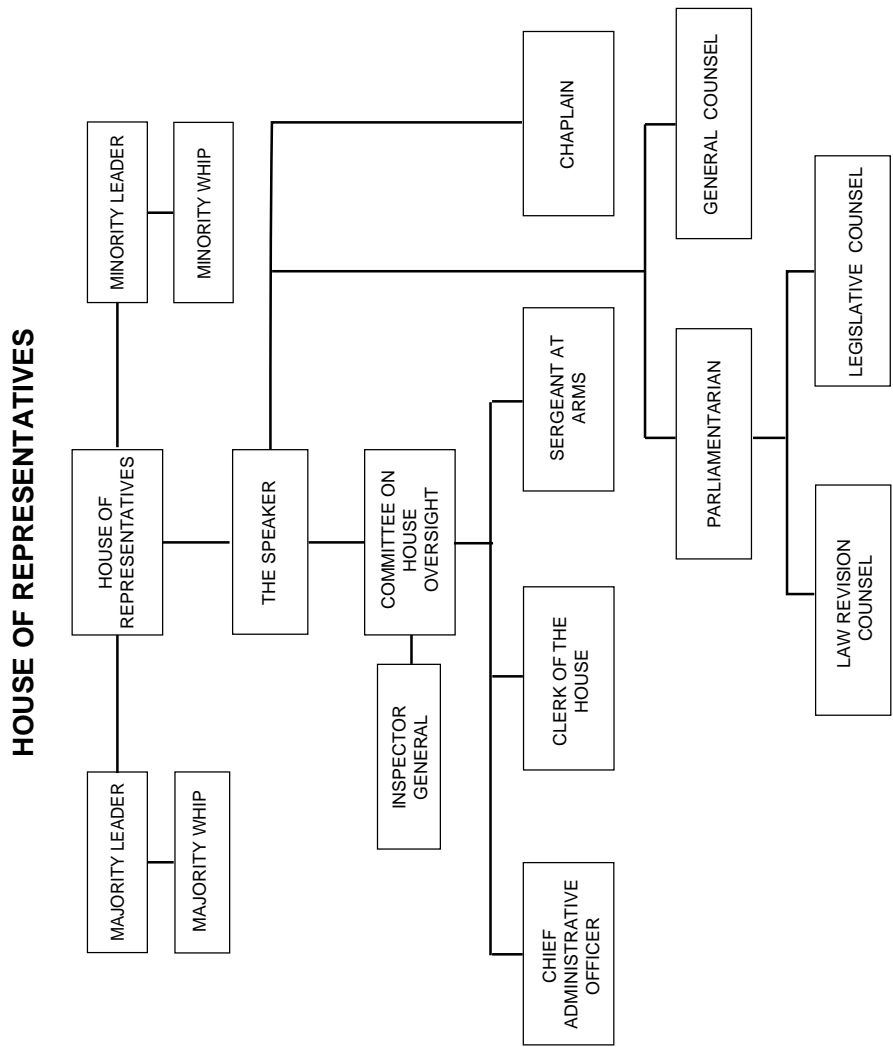 HOUSE OF REPRESENTATIVES
MAJORITY LEADER
MAJORITY WHIP
HOUSE OF
REPRESENTATIVES
MINORITY LEADER
MINORITY WHIP
THE SPEAKER
INSPECTOR
GENERAL
COMMITTEE ON
HOUSE
OVERSIGHT
CHIEF
ADMINISTRATIVE
OFFICER
CLERK OF THE
HOUSE
SERGEANT AT
ARMS
CHAPLAIN
PARLIAMENTARIAN
GENERAL COUNSEL
LAW REVISION
COUNSEL
LEGISLATIVE COUNSEL